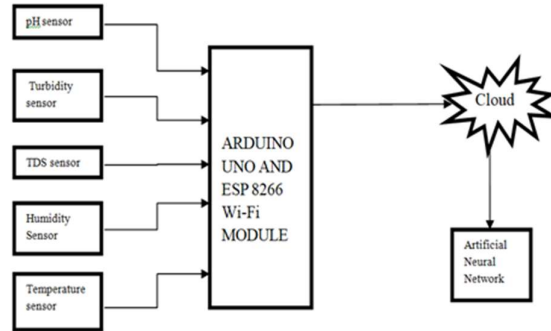 pH sensor
Turbidity
sensor
TDS sensor
Humidity
Sensor
Temperature
sensor
ARDUINO
UNO AND
ESP 8266
Wi-Fi
MODULE
Cloud
Artificial
Neural
Network